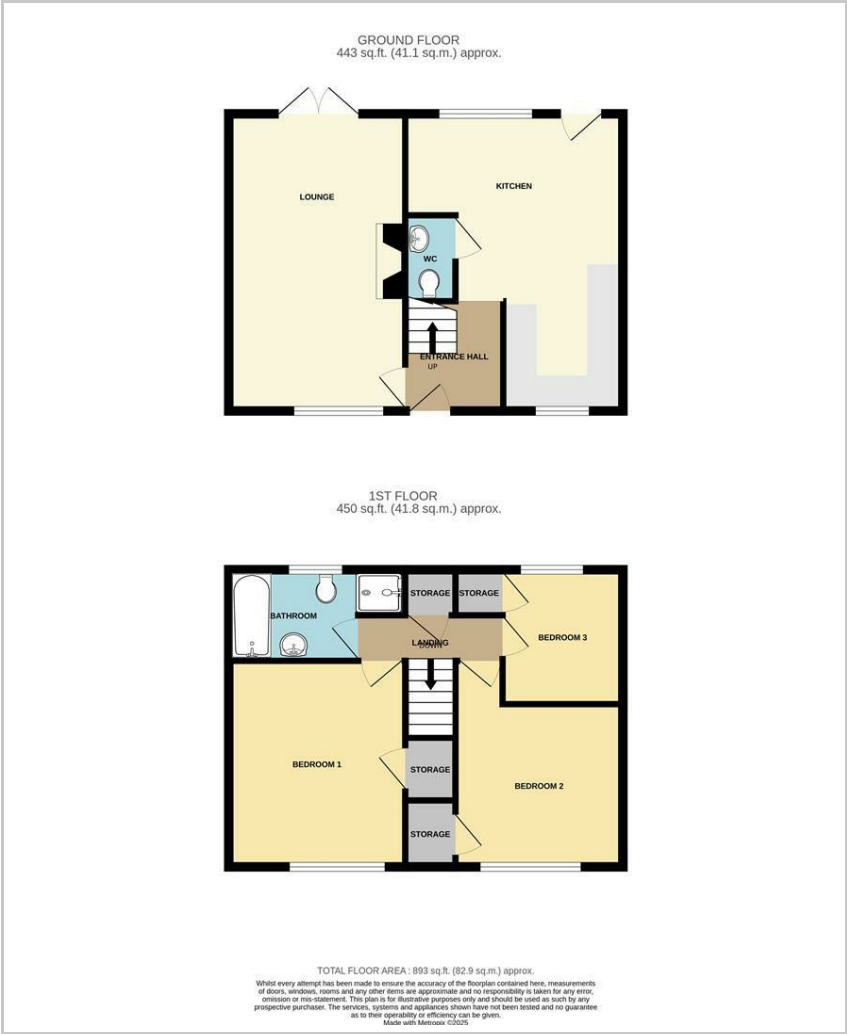 GROUND FLOOR
443 sq.ft. (41.1 sq.m.) approx.
LOUNGE
KITCHEN
WC
ENTRANCE HALL
UP
1ST FLOOR
450 sq.ft. (41.8 sq.m.) approx.
STORAGE
STORAGE
BATHROOM
LANDING
DOWN
BEDROOM 3
BEDROOM 1
STORAGE
BEDROOM 2
STORAGE
TOTAL FLOOR AREA : 893 sq.ft. (82.9 sq.m.) approx.
Whilst every attempt has been made to ensure the accuracy of the floorplan contained here, measurements
of doors, windows, rooms and any other items are approximate and no responsibility is taken for any error,
omission or mis-statement. This plan is for illustrative purposes only and should be used as such by any
prospective purchaser. The services, systems and appliances shown have not been tested and no guarantee
as to their operability or efficiency can be given.
Made with Metropix ©2025